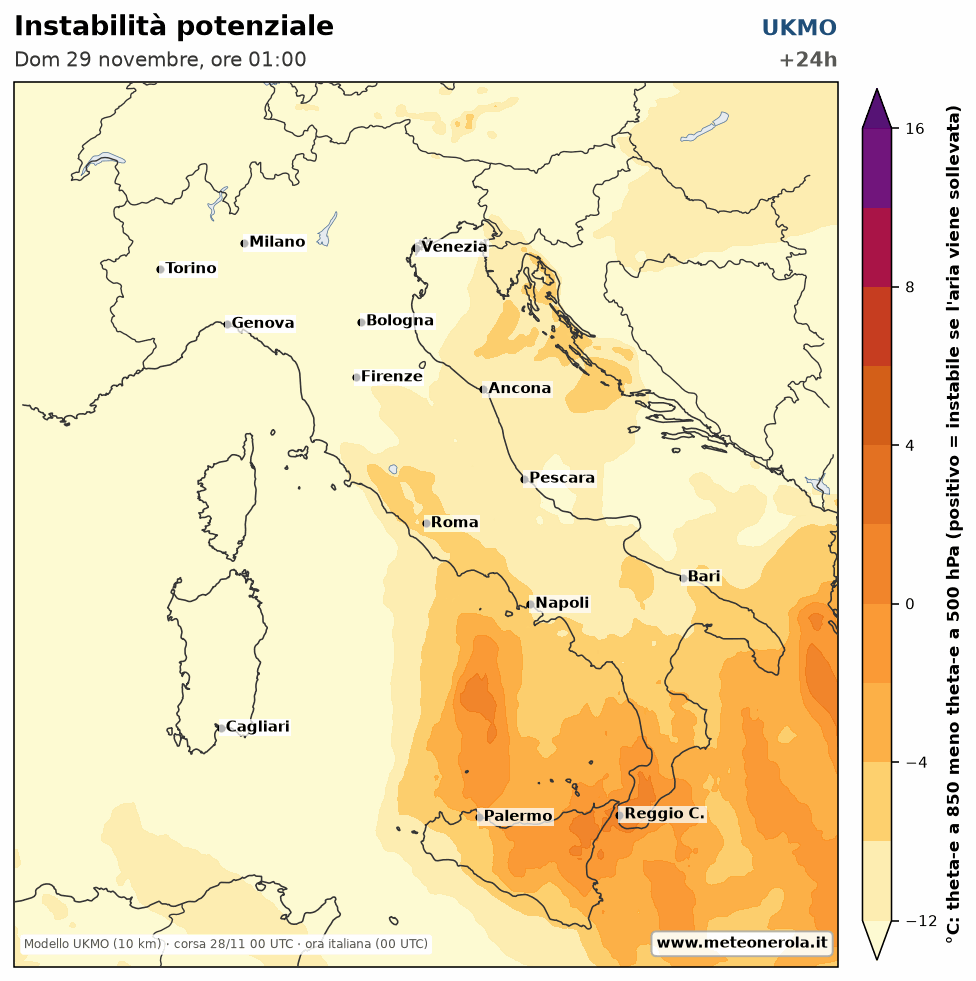 Instabilità potenziale
UKMO
Dom 29 novembre, ore 01:00
+24h
Milano
Venezia
Torino
Genova
Bologna
Firenze
Ancona
Pescara
Roma
Bari
Napoli
Cagliari
Palermo
Reggio C.
Modello UKMO (10 km) · corsa 28/11 00 UTC · ora italiana (00 UTC)
www.meteonerola.it
16
8
4
0
−4
−12
°C: theta-e a 850 meno theta-e a 500 hPa (positivo = instabile se l'aria viene sollevata)